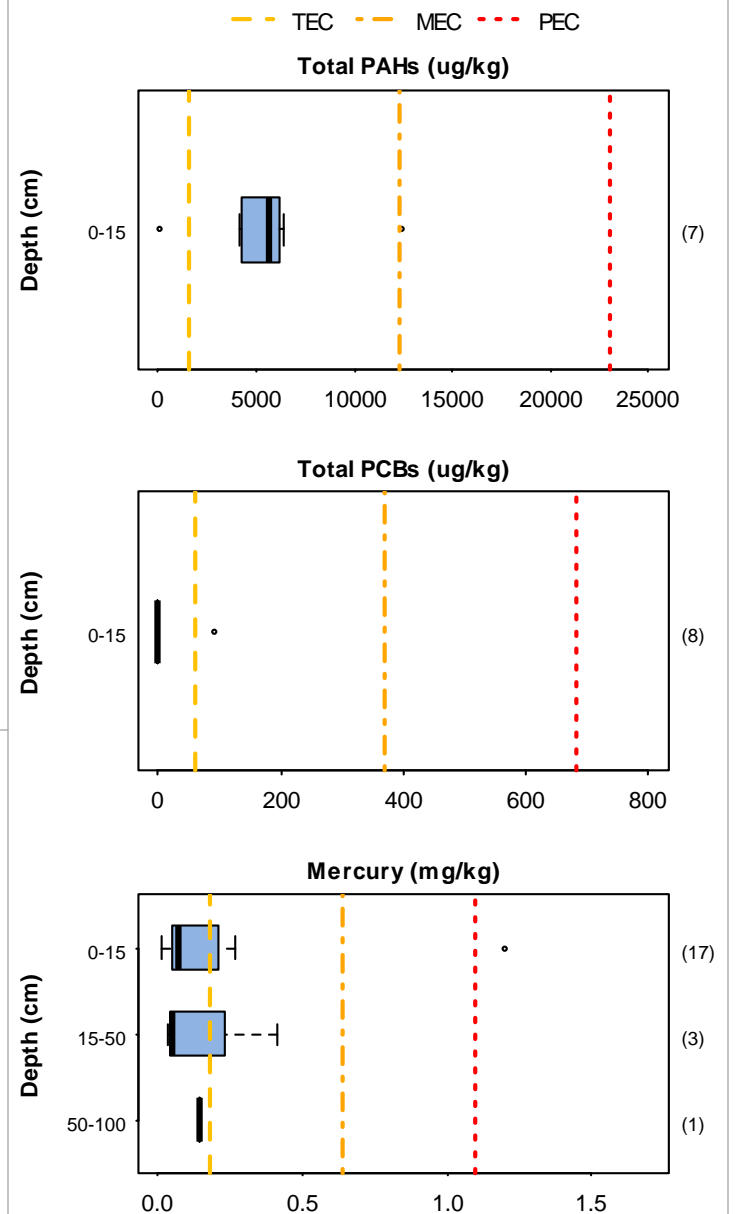 TEC MEC PEC
Total PAHs (ug/kg)
Depth (cm)
0-15
(7)
0 5000 10000 15000 20000 25000
Total PCBs (ug/kg)
Depth (cm)
0-15
(8)
0 200 400 600 800
Mercury (mg/kg)
Depth (cm)
0-15
(17)
15-50
(3)
50-100
(1)
0.0 0.5 1.0 1.5